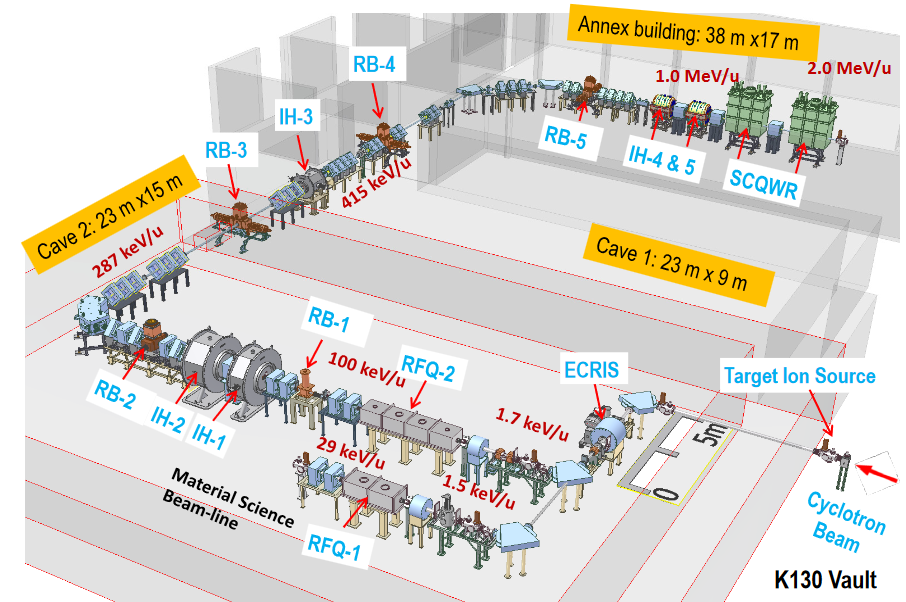 Annex building: 38 m x17 m
RB-4
1.0 MeV/u
2.0 MeV/u
IH-3
RB-3
RB-5
IH-4 & 5
SCQWR
415 keV/u
Cave 2: 23 m x15 m
287 keV/u
Cave 1: 23 m x 9 m
RB-1
100 keV/u
RFQ-2
ECRIS
Target Ion Source
RB-2
IH-2
IH-1
1.7 keV/u
5m
0
29 keV/u
1.5 keV/u
Material Science
Beam-line
RFQ-1
Cyclotron
Beam
K130 Vault